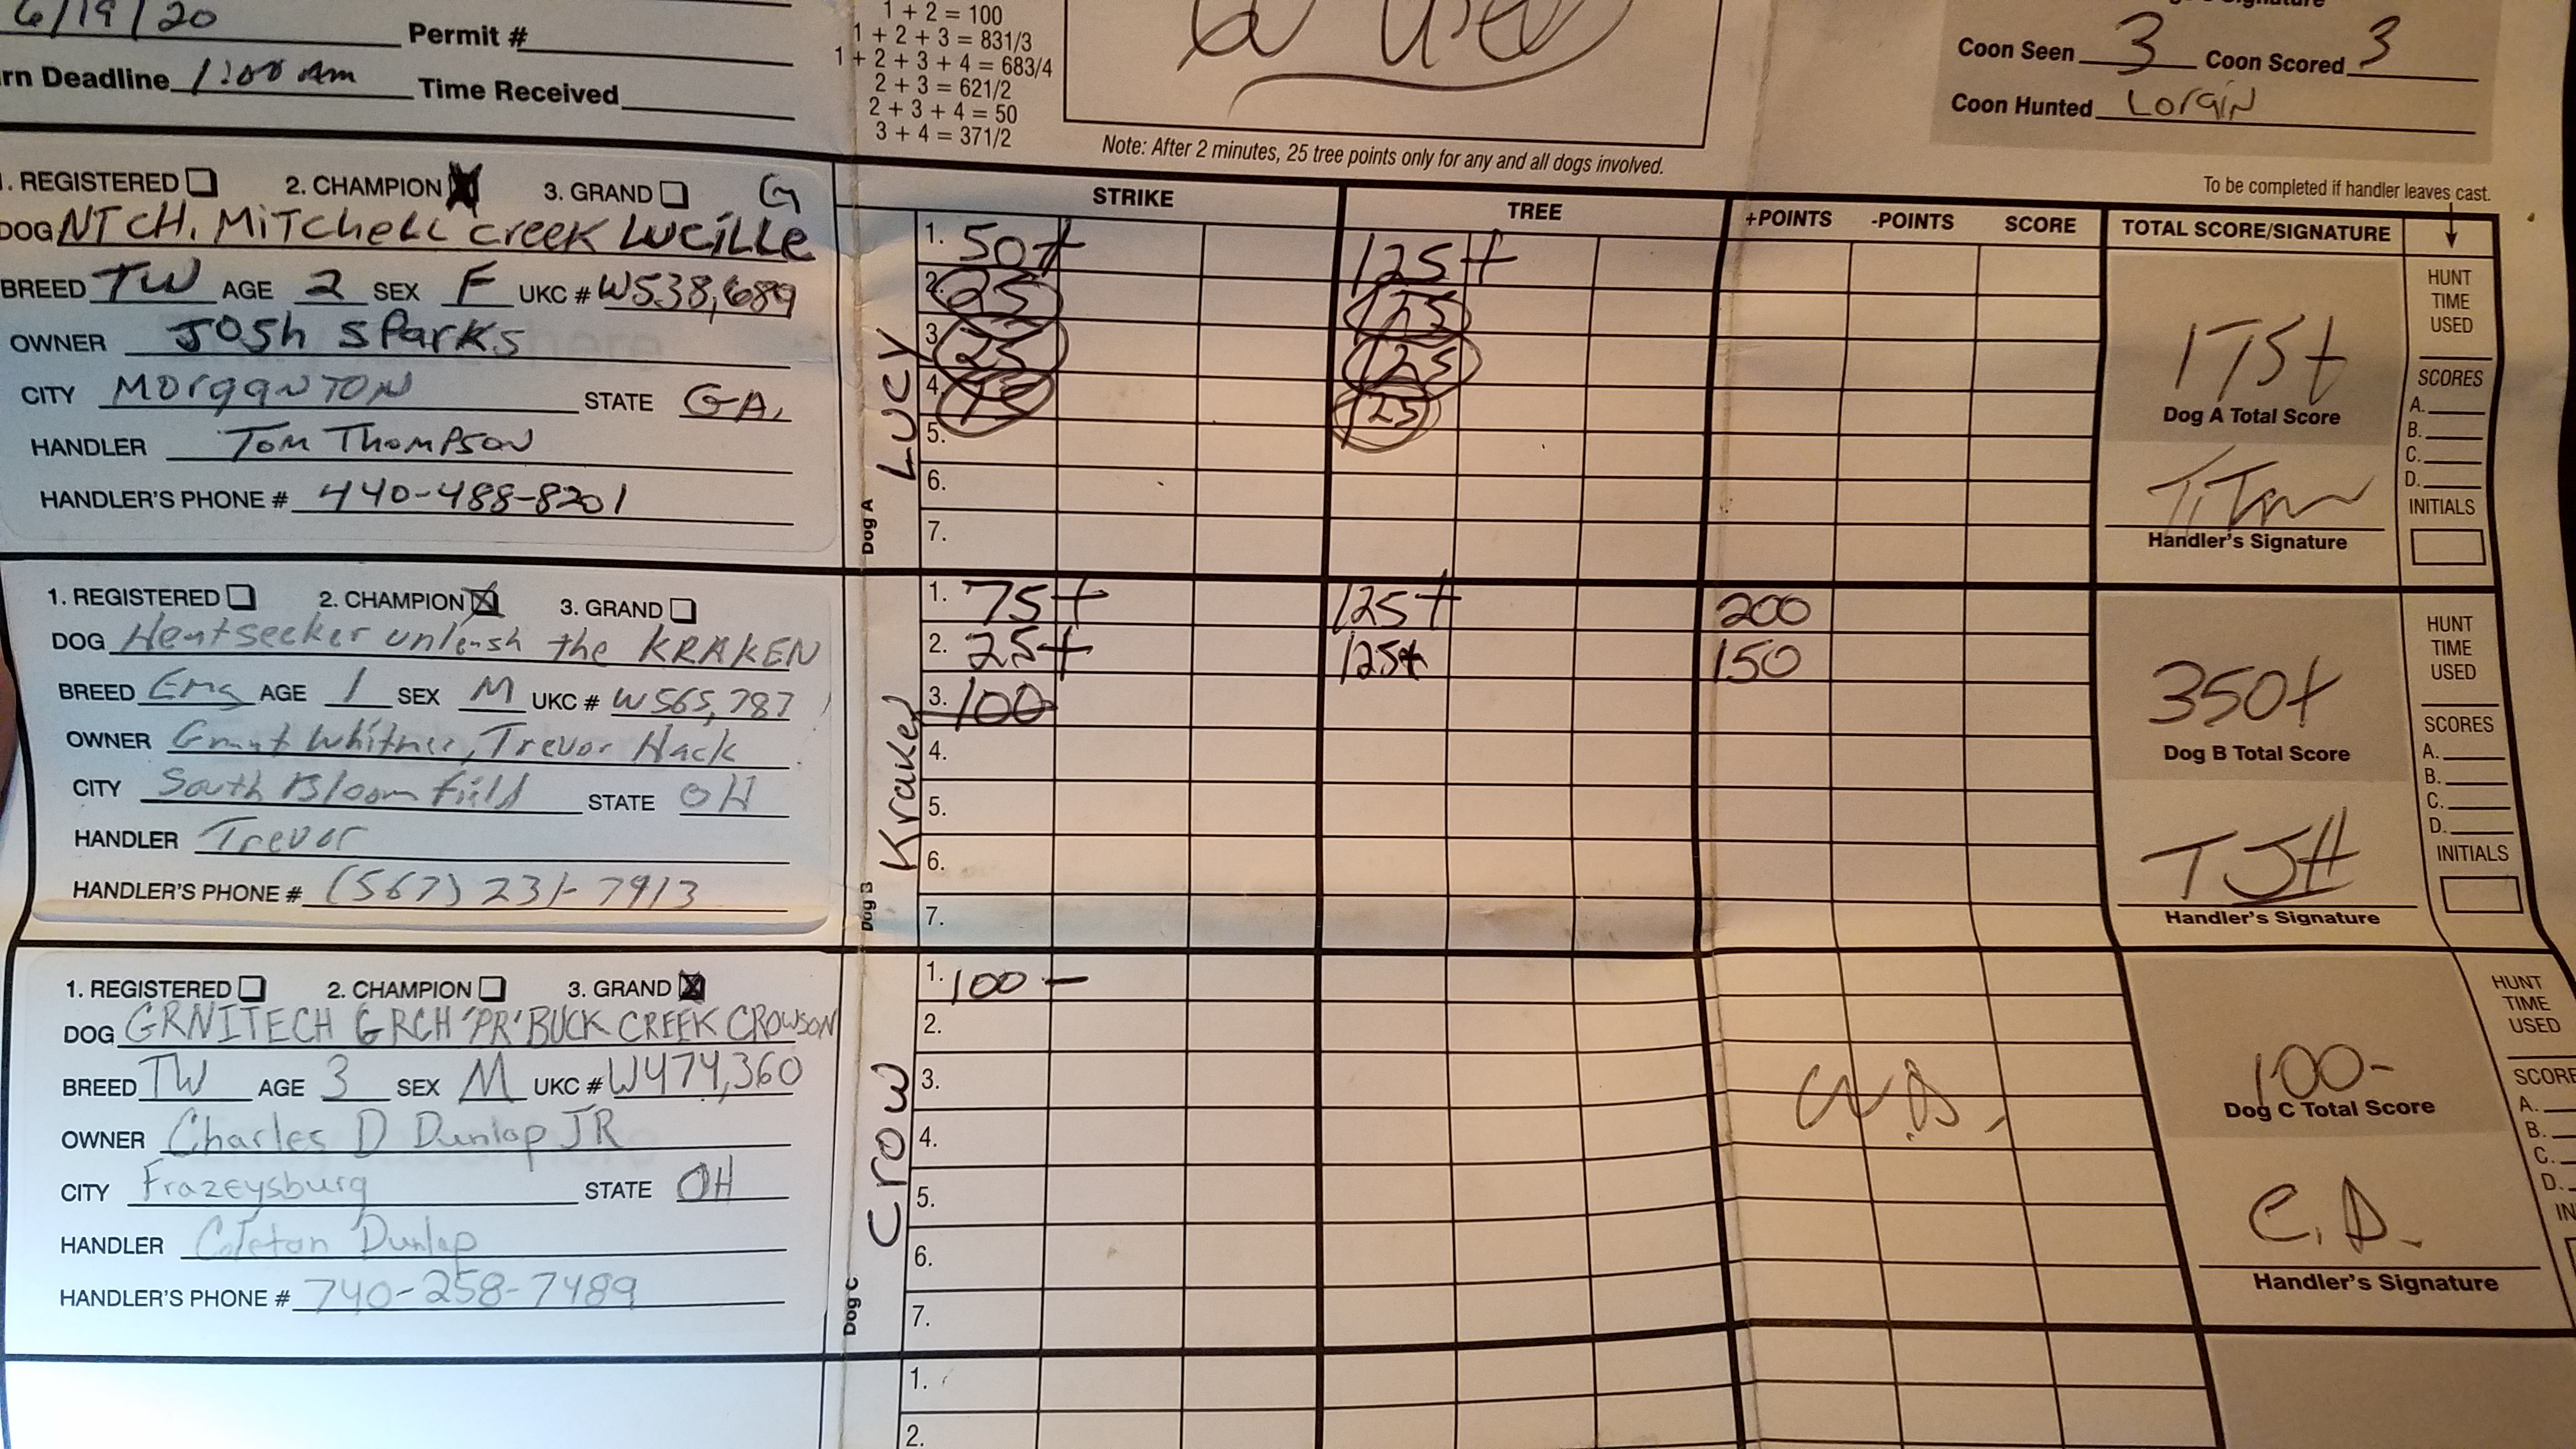 6/19/20 Permit #
rn Deadline 1:00 Am Time Received
1 + 2 = 100
1 + 2 + 3 = 831/3
1 + 2 + 3 + 4 = 683/4
2 + 3 = 621/2
2 + 3 + 4 = 50
3 + 4 = 371/2
Note: After 2 minutes, 25 tree points only for any and all dogs involved.
Coon Seen 3 Coon Scored 3
Coon Hunted Lorain
To be completed if handler leaves cast.
STRIKE TREE +POINTS -POINTS SCORE TOTAL SCORE/SIGNATURE
1. REGISTERED 2. CHAMPION 3. GRAND G
DOG NTCH. MiTchell creek LUCiLLe
BREED TW AGE 2 SEX F UKC # W538,689
OWNER JOSh SParKs
CITY MorgaNTON STATE GA.
HANDLER Tom Thompson
HANDLER'S PHONE # 440-488-8201
Dog A LUCY
1. 50+ 125+
2. 25 125
3. 25 125
4. 125
5.
6.
7.
175+
Dog A Total Score
Handler's Signature
HUNT
TIME
USED
SCORES
A.
B.
C.
D.
INITIALS
1. REGISTERED 2. CHAMPION 3. GRAND
DOG Heatseeker unleash the KRAKEN
BREED Eng AGE 1 SEX M UKC # W565,787
OWNER Grant Whitner, Trevor Hack
CITY South Bloomfield STATE OH
HANDLER Trevor
HANDLER'S PHONE # (567) 231-7913
Dog B Kraken
1. 75+ 125+ 200
2. 25+ 125+ 150
3. 100
4.
5.
6.
7.
350+
Dog B Total Score
TJH
Handler's Signature
HUNT
TIME
USED
SCORES
A.
B.
C.
D.
INITIALS
1. REGISTERED 2. CHAMPION 3. GRAND
DOG GRNITECH GRCH 'PR' BUCK CREEK CROWSON
BREED TW AGE 3 SEX M UKC # W474,360
OWNER Charles D Dunlap JR
CITY Frazeysburg STATE OH
HANDLER Coleton Dunlap
HANDLER'S PHONE # 740-258-7489
Dog C Crow
1. 100 -
2.
3.
4.
5.
6.
7.
W.D.
100-
Dog C Total Score
C.D.
Handler's Signature
HUNT
TIME
USED
SCORE
A.
B.
C.
D.
IN
1.
2.